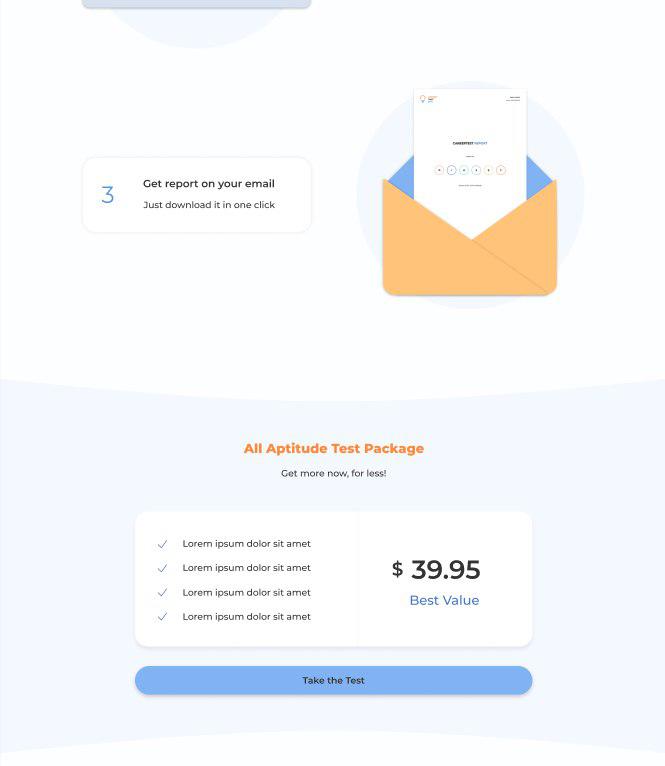 CAREERTEST REPORT
3
Get report on your email
Just download it in one click
All Aptitude Test Package
Get more now, for less!
Lorem ipsum dolor sit amet
Lorem ipsum dolor sit amet
Lorem ipsum dolor sit amet
Lorem ipsum dolor sit amet
$ 39.95
Best Value
Take the Test